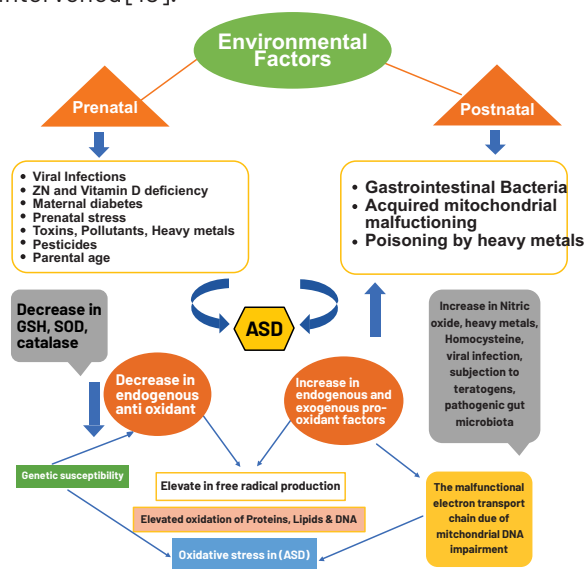 Environmental
Factors
Prenatal
Postnatal
• Viral Infections
• ZN and Vitamin D deficiency
• Maternal diabetes
• Prenatal stress
• Toxins, Pollutants, Heavy metals
• Pesticides
• Parental age
• Gastrointestinal Bacteria
• Acquired mitochondrial
malfuctioning
• Poisoning by heavy metals
ASD
Decrease in
GSH, SOD,
catalase
Decrease in
endogenous
anti oxidant
Increase in
endogenous and
exogenous pro-
oxidant factors
Increase in Nitric
oxide, heavy metals,
Homocysteine,
viral infection,
subjection to
teratogens,
pathogenic gut
microbiota
Genetic susceptibility
Elevate in free radical production
Elevated oxidation of Proteins, Lipids & DNA
Oxidative stress in (ASD)
The malfunctional
electron transport
chain due of
mitchondrial DNA
impairment